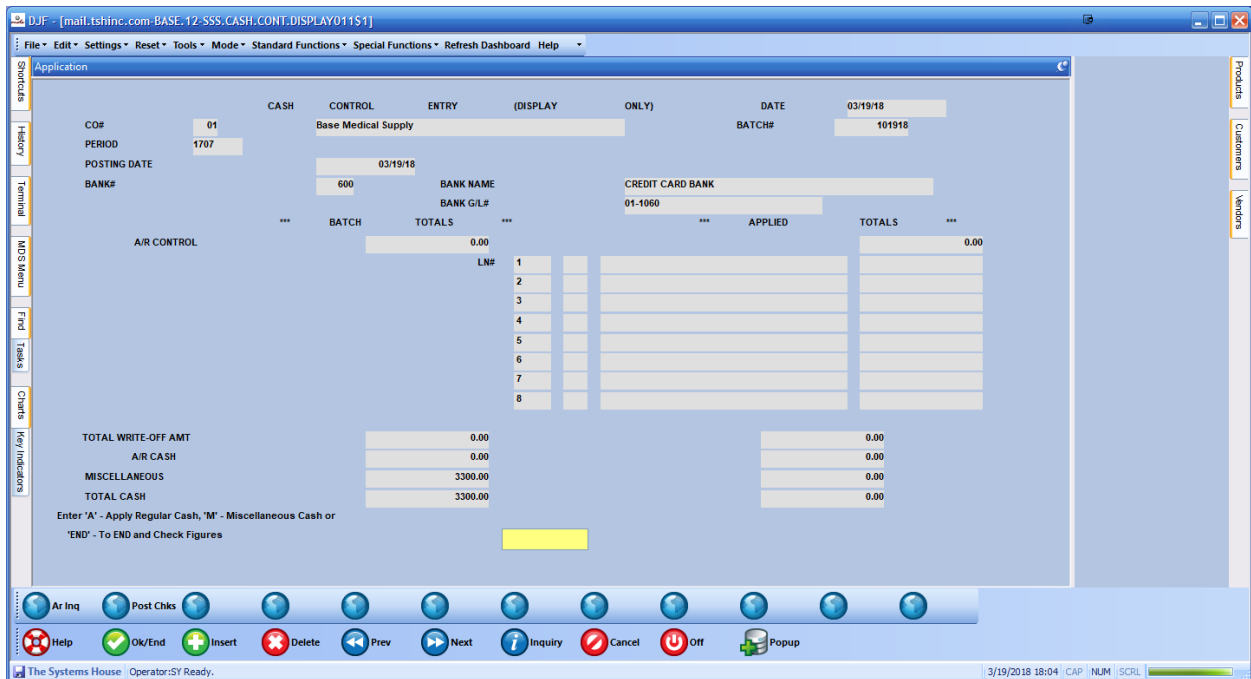 DJF - [mail.tshinc.com-BASE.12-SSS.CASH.CONT.DISPLAY011$1]
File Edit Settings Reset Tools Mode Standard Functions Special Functions Refresh Dashboard Help
Application
Shortcuts
History
Terminal
MDS Menu
Find
Tasks
Charts
Key Indicators
Products
Customers
Vendors
CASH CONTROL ENTRY (DISPLAY ONLY) DATE 03/19/18
CO# 01 Base Medical Supply BATCH# 101918
PERIOD 1707
POSTING DATE 03/19/18
BANK# 600 BANK NAME CREDIT CARD BANK
BANK G/L# 01-1060
*** BATCH TOTALS *** *** APPLIED TOTALS ***
A/R CONTROL 0.00 0.00
LN# 1
2
3
4
5
6
7
8
TOTAL WRITE-OFF AMT 0.00 0.00
A/R CASH 0.00 0.00
MISCELLANEOUS 3300.00 0.00
TOTAL CASH 3300.00 0.00
Enter 'A' - Apply Regular Cash, 'M' - Miscellaneous Cash or
'END' - To END and Check Figures
Ar Inq Post Chks
Help Ok/End Insert Delete Prev Next Inquiry Cancel Off Popup
The Systems House Operator:SY Ready. 3/19/2018 18:04 CAP NUM SCRL